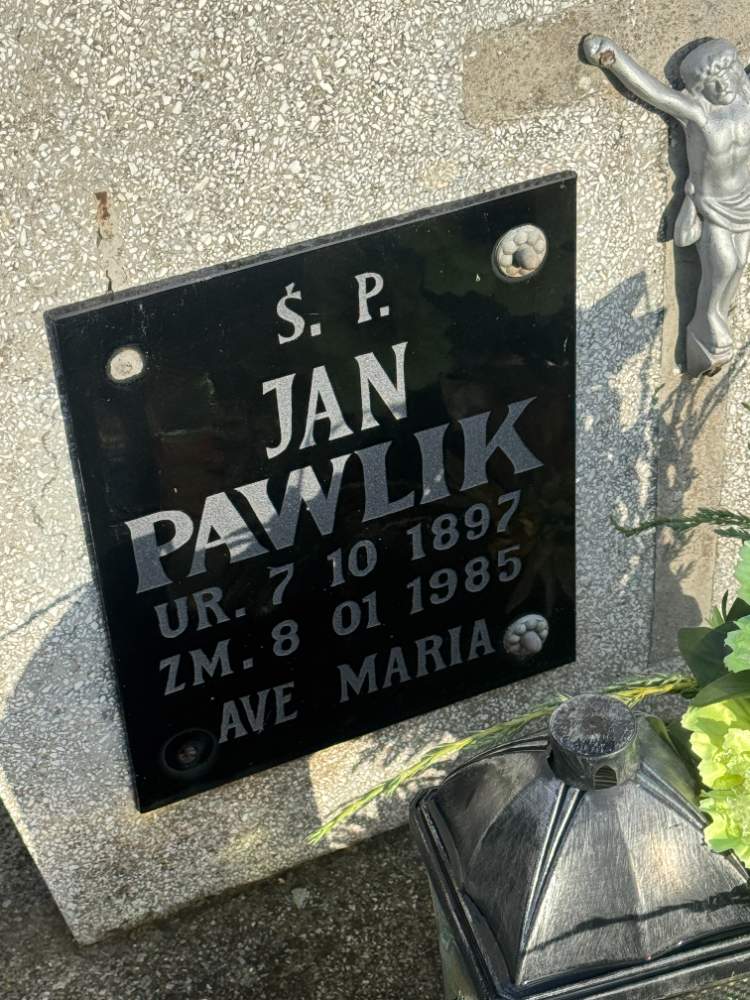 Ś. P.
JAN
PAWLIK
UR. 7 10 1897
ZM. 8 01 1985
AVE MARIA